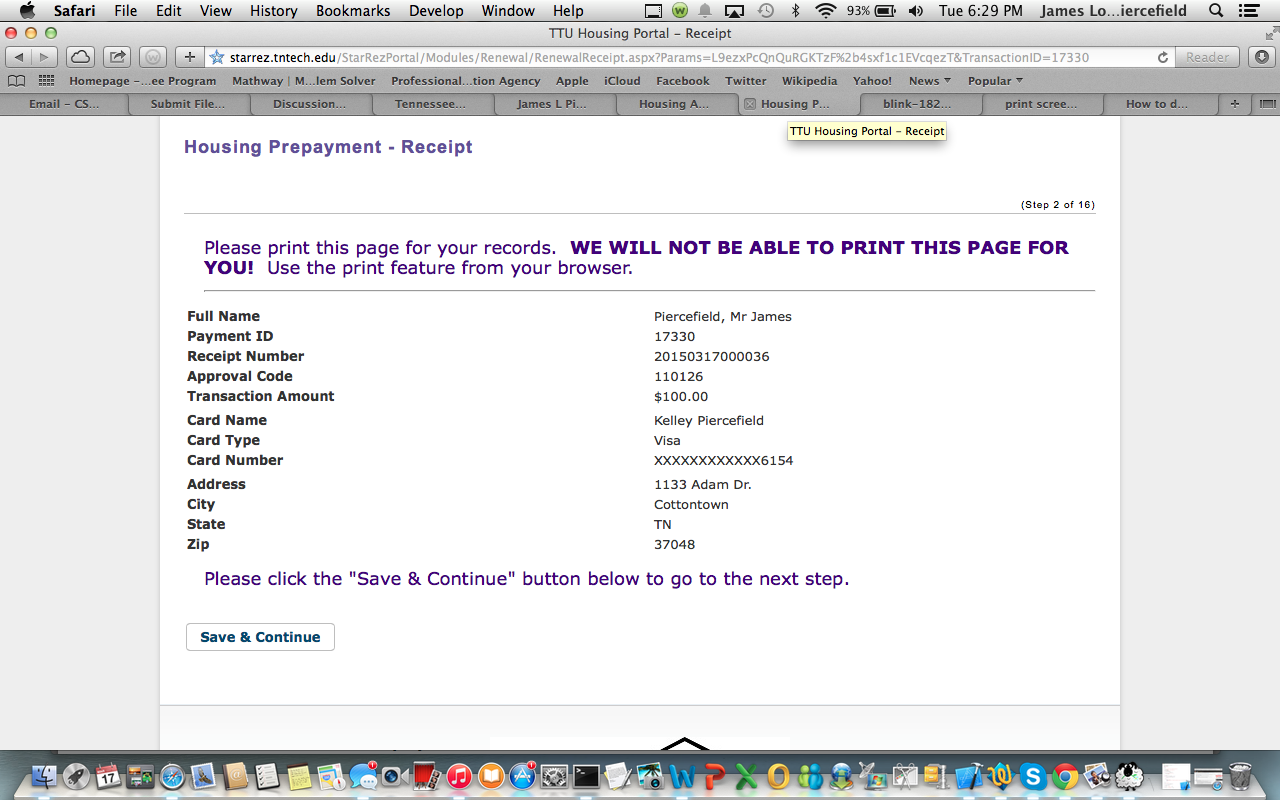 Safari File Edit View History Bookmarks Develop Window Help 93% Tue 6:29 PM James Lo...iercefield
TTU Housing Portal – Receipt
starrez.tntech.edu/StarRezPortal/Modules/Renewal/RenewalReceipt.aspx?Params=L9ezxPcQnQuRGKTzF%2b4sxf1c1EVcqezT&TransactionID=17330 Reader
Homepage -...ee Program Mathway | M...lem Solver Professional...tion Agency Apple iCloud Facebook Twitter Wikipedia Yahoo! News Popular
Email – CS... Submit File... Discussion... Tennessee... James L Pi... Housing A... Housing P... blink-182... print scree... How to d...
TTU Housing Portal – Receipt
Housing Prepayment - Receipt
(Step 2 of 16)
Please print this page for your records. WE WILL NOT BE ABLE TO PRINT THIS PAGE FOR
YOU! Use the print feature from your browser.
Full Name Piercefield, Mr James
Payment ID 17330
Receipt Number 20150317000036
Approval Code 110126
Transaction Amount $100.00
Card Name Kelley Piercefield
Card Type Visa
Card Number XXXXXXXXXXXX6154
Address 1133 Adam Dr.
City Cottontown
State TN
Zip 37048
Please click the "Save & Continue" button below to go to the next step.
Save & Continue
17